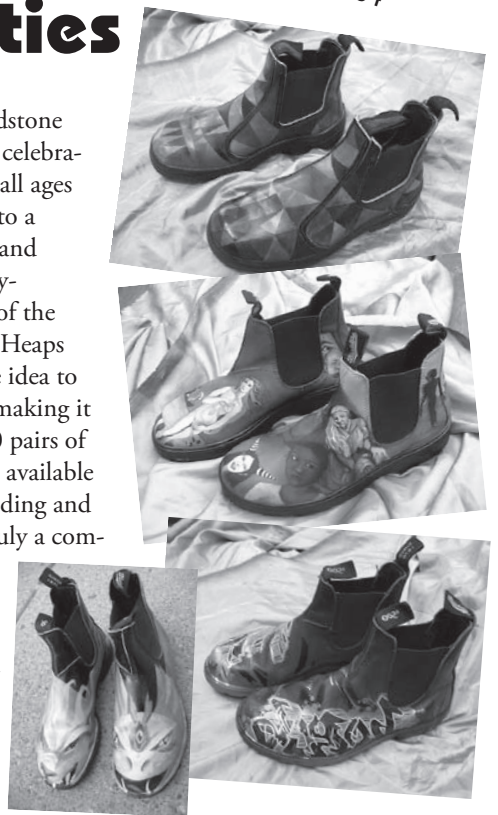 ties
dstone
celebra-
all ages
to a
and
y-
of the
Heaps
e idea to
making it
0 pairs of
available
ding and
uly a com-